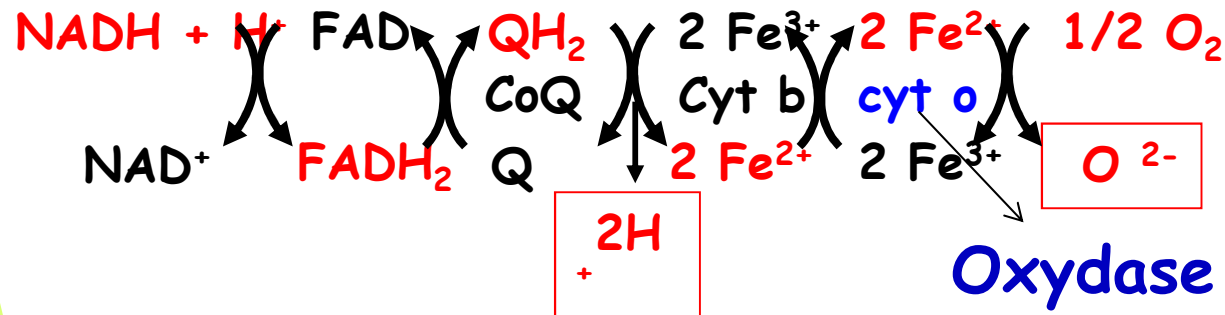 NADH + H⁺ FAD QH₂ 2 Fe³⁺ 2 Fe²⁺ 1/2 O₂
CoQ Cyt b cyt o
NAD⁺ FADH₂ Q 2 Fe²⁺ 2 Fe³⁺ O ²⁻
2H
⁺
Oxydase